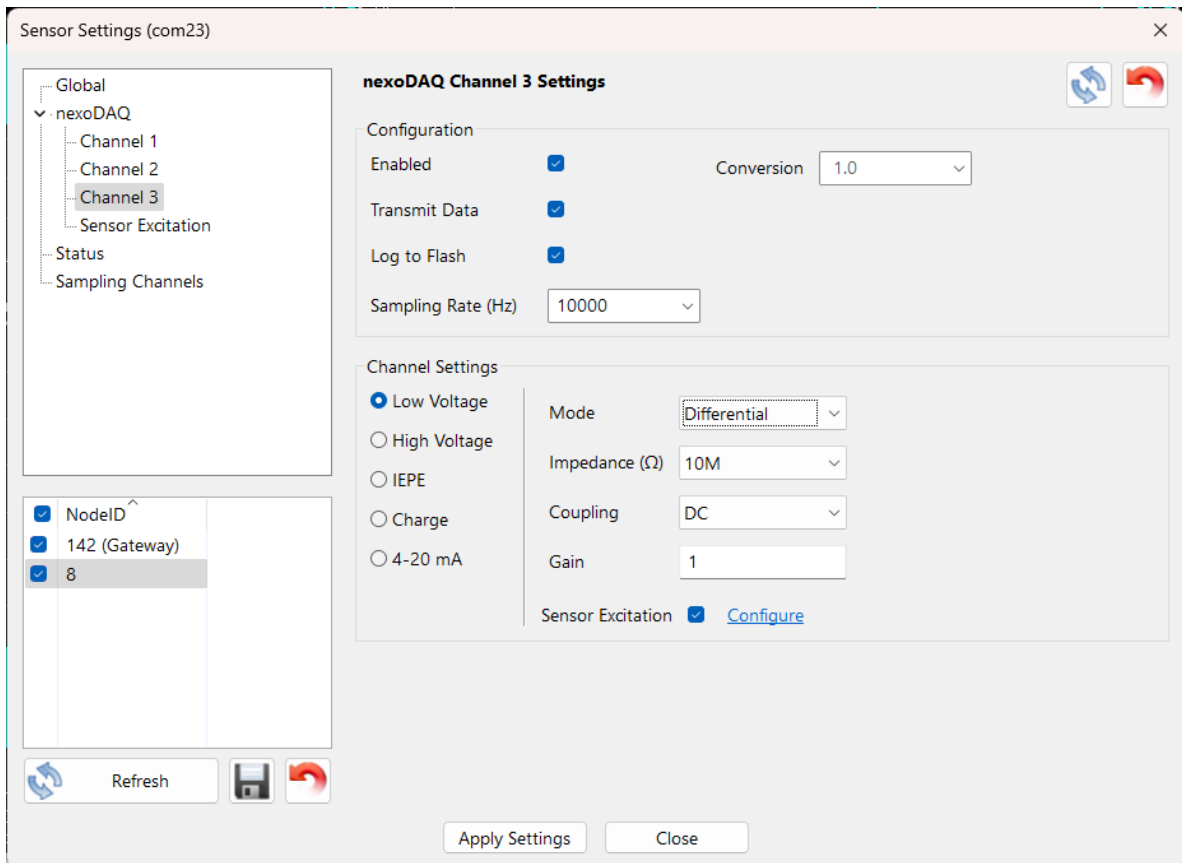 Sensor Settings (com23)
Global
nexoDAQ
Channel 1
Channel 2
Channel 3
Sensor Excitation
Status
Sampling Channels
NodeID
142 (Gateway)
8
Refresh
nexoDAQ Channel 3 Settings
Configuration
Enabled
Conversion 1.0
Transmit Data
Log to Flash
Sampling Rate (Hz) 10000
Channel Settings
Low Voltage
High Voltage
IEPE
Charge
4-20 mA
Mode Differential
Impedance (Ω) 10M
Coupling DC
Gain 1
Sensor Excitation Configure
Apply Settings Close